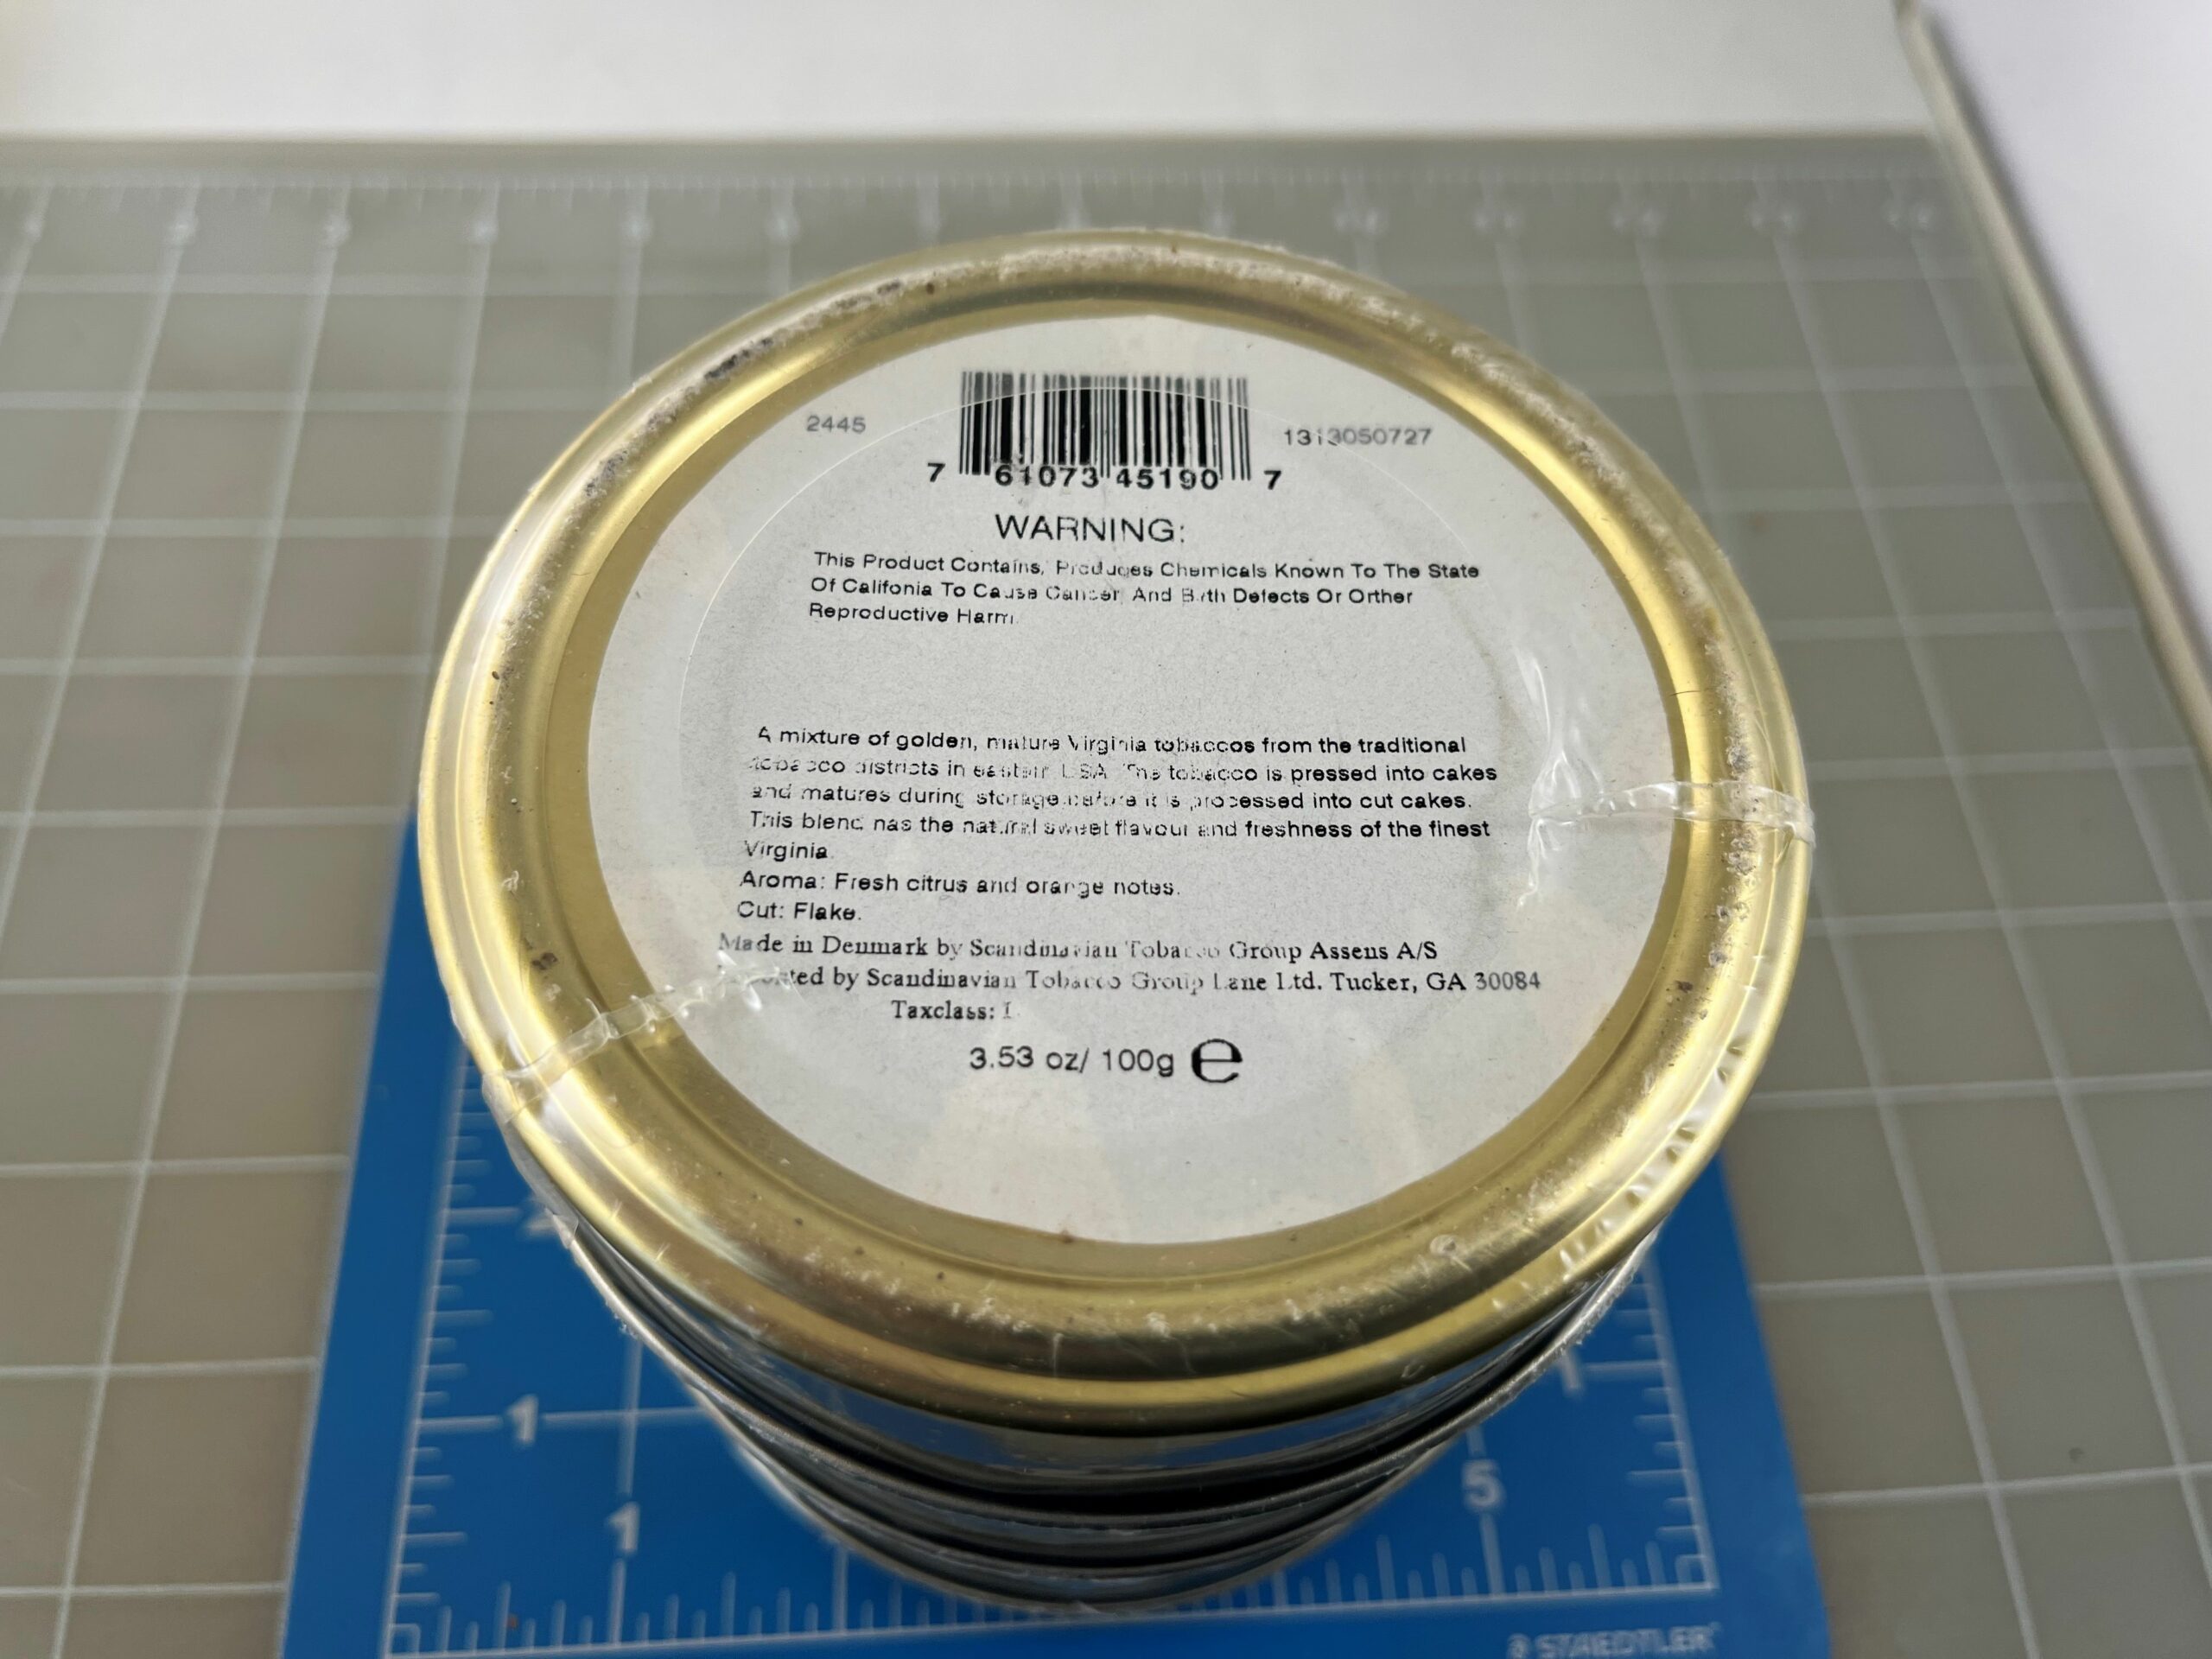 2445
1313050727
7 61073 45190 7
WARNING:
This Product Contains, Produces Chemicals Known To The State
Of Califonia To Cause Cancer, And Birth Defects Or Orther
Reproductive Harm.
A mixture of golden, mature Virginia tobaccos from the traditional
tobacco districts in eastern USA. The tobacco is pressed into cakes
and matures during storage before it is processed into cut cakes.
This blend has the natural sweet flavour and freshness of the finest
Virginia.
Aroma: Fresh citrus and orange notes.
Cut: Flake.
Made in Denmark by Scandinavian Tobacco Group Assens A/S
Imported by Scandinavian Tobacco Group Lane Ltd. Tucker, GA 30084
Taxclass: L
3.53 oz/ 100g e
1
1
5
STAEDTLER